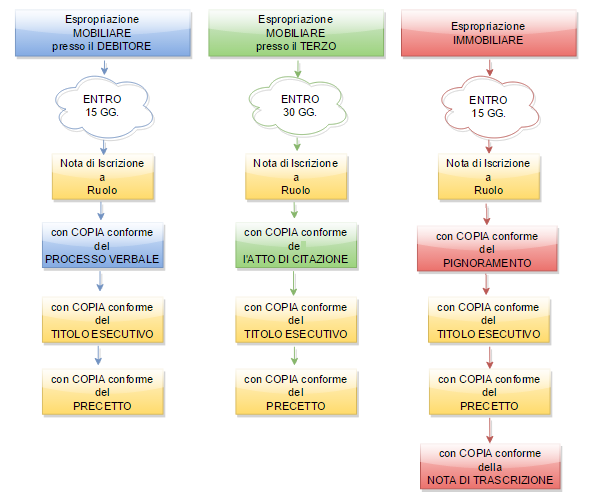 Espropriazione
MOBILIARE
presso il DEBITORE
ENTRO
15 GG.
Nota di Iscrizione
a
Ruolo
con COPIA conforme
del
PROCESSO VERBALE
con COPIA conforme
del
TITOLO ESECUTIVO
con COPIA conforme
del
PRECETTO
Espropriazione
MOBILIARE
presso il TERZO
ENTRO
30 GG.
Nota di Iscrizione
a
Ruolo
con COPIA conforme
de
l'ATTO DI CITAZIONE
con COPIA conforme
del
TITOLO ESECUTIVO
con COPIA conforme
del
PRECETTO
Espropriazione
IMMOBILIARE
ENTRO
15 GG.
Nota di Iscrizione
a
Ruolo
con COPIA conforme
del
PIGNORAMENTO
con COPIA conforme
del
TITOLO ESECUTIVO
con COPIA conforme
del
PRECETTO
con COPIA conforme
della
NOTA DI TRASCRIZIONE